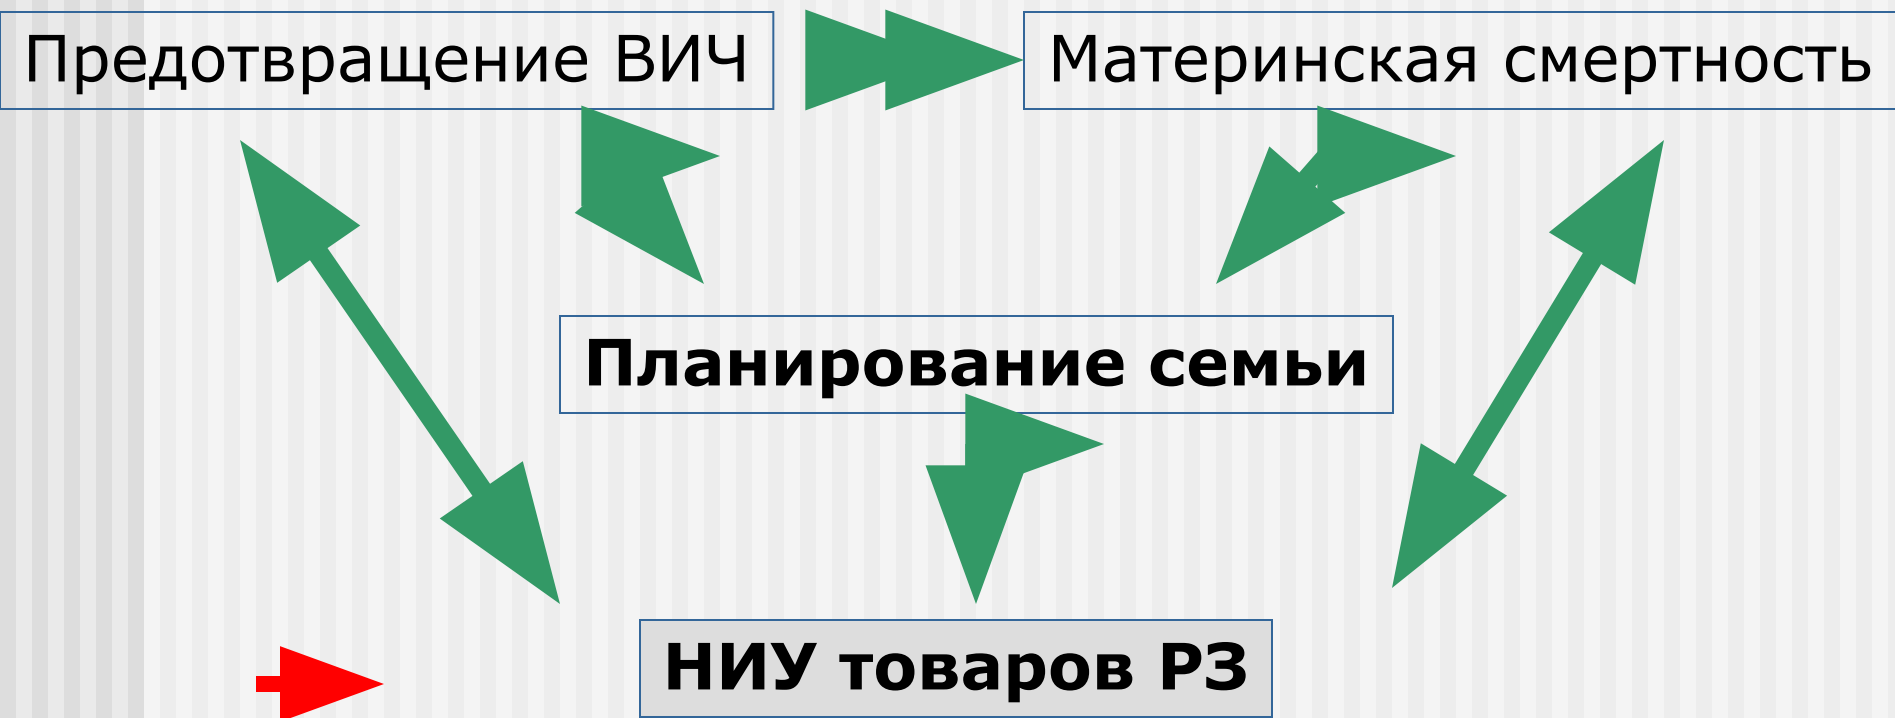 Предотвращение ВИЧ
Материнская смертность
Планирование семьи
НИУ товаров РЗ